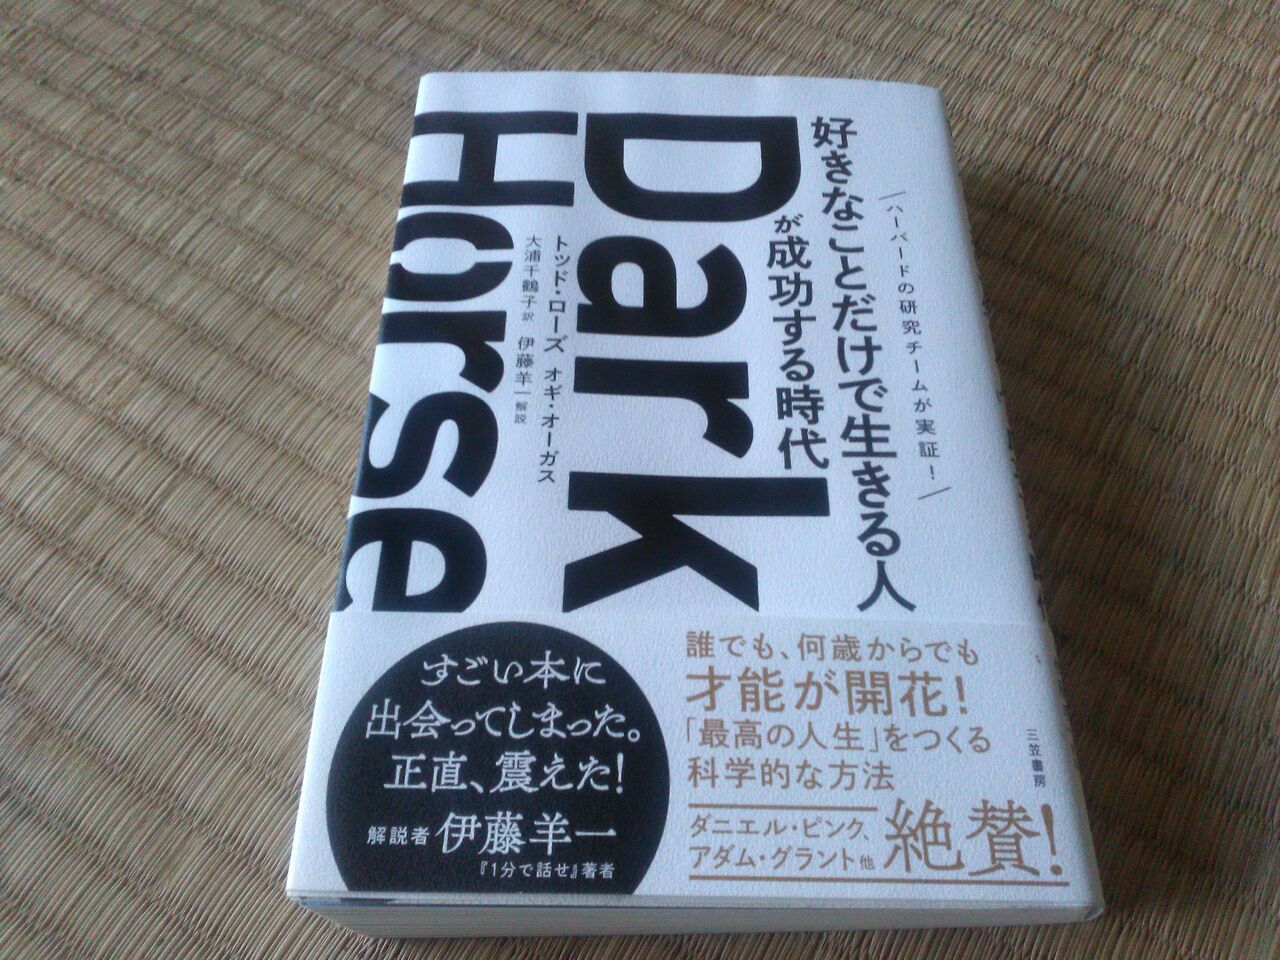 ハーバードの研究チームが実証!
好きなことだけで生きる人
が成功する時代
Dark
Horse
トッド・ローズ オギ・オーガス
大浦千鶴子 訳 伊藤羊一 解説
誰でも、何歳からでも
才能が開花!
「最高の人生」をつくる
科学的な方法
ダニエル・ピンク、
アダム・グラント他
絶賛!
三笠書房
すごい本に
出会ってしまった。
正直、震えた!
解説者 伊藤羊一
『1分で話せ』著者